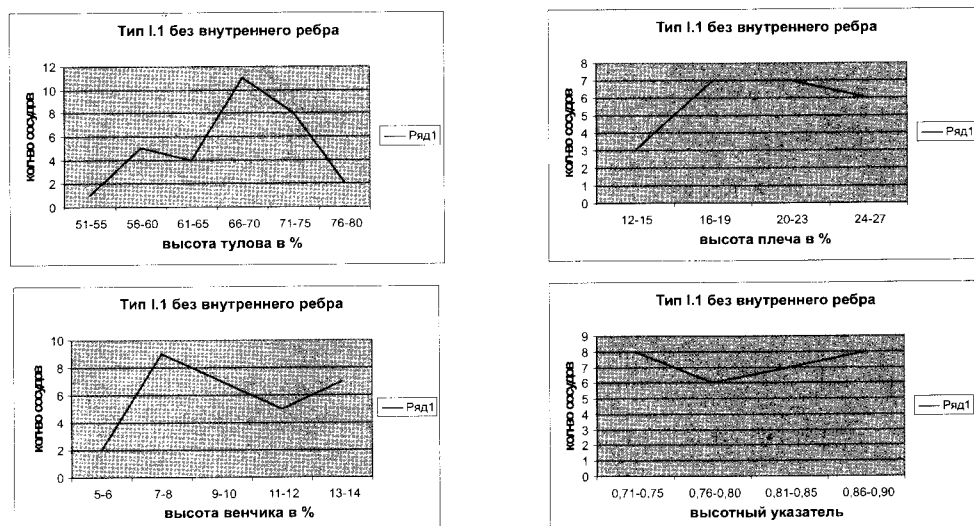 Тип I.1 без внутреннего ребра
кол-во сосудов
12
10
8
6
4
2
0
51-55 56-60 61-65 66-70 71-75 76-80
высота тулова в %
Ряд1
Тип I.1 без внутреннего ребра
кол-во сосудов
8
7
6
5
4
3
2
1
0
12-15 16-19 20-23 24-27
высота плеча в %
Ряд1
Тип I.1 без внутреннего ребра
кол-во сосудов
10
8
6
4
2
0
5-6 7-8 9-10 11-12 13-14
высота венчика в %
Ряд1
Тип I.1 без внутреннего ребра
кол-во сосудов
9
8
7
6
5
4
3
2
1
0
0,71-0,75 0,76-0,80 0,81-0,85 0,86-0,90
высотный указатель
Ряд1